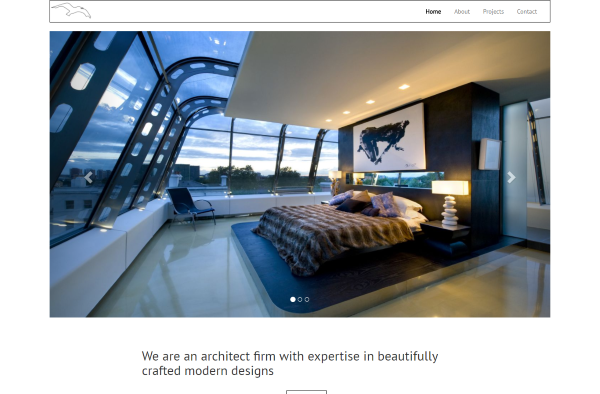 Home About Projects Contact
We are an architect firm with expertise in beautifully
crafted modern designs